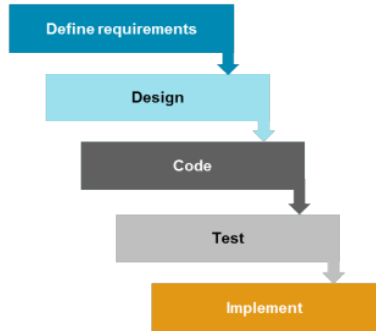 Define requirements
Design
Code
Test
Implement